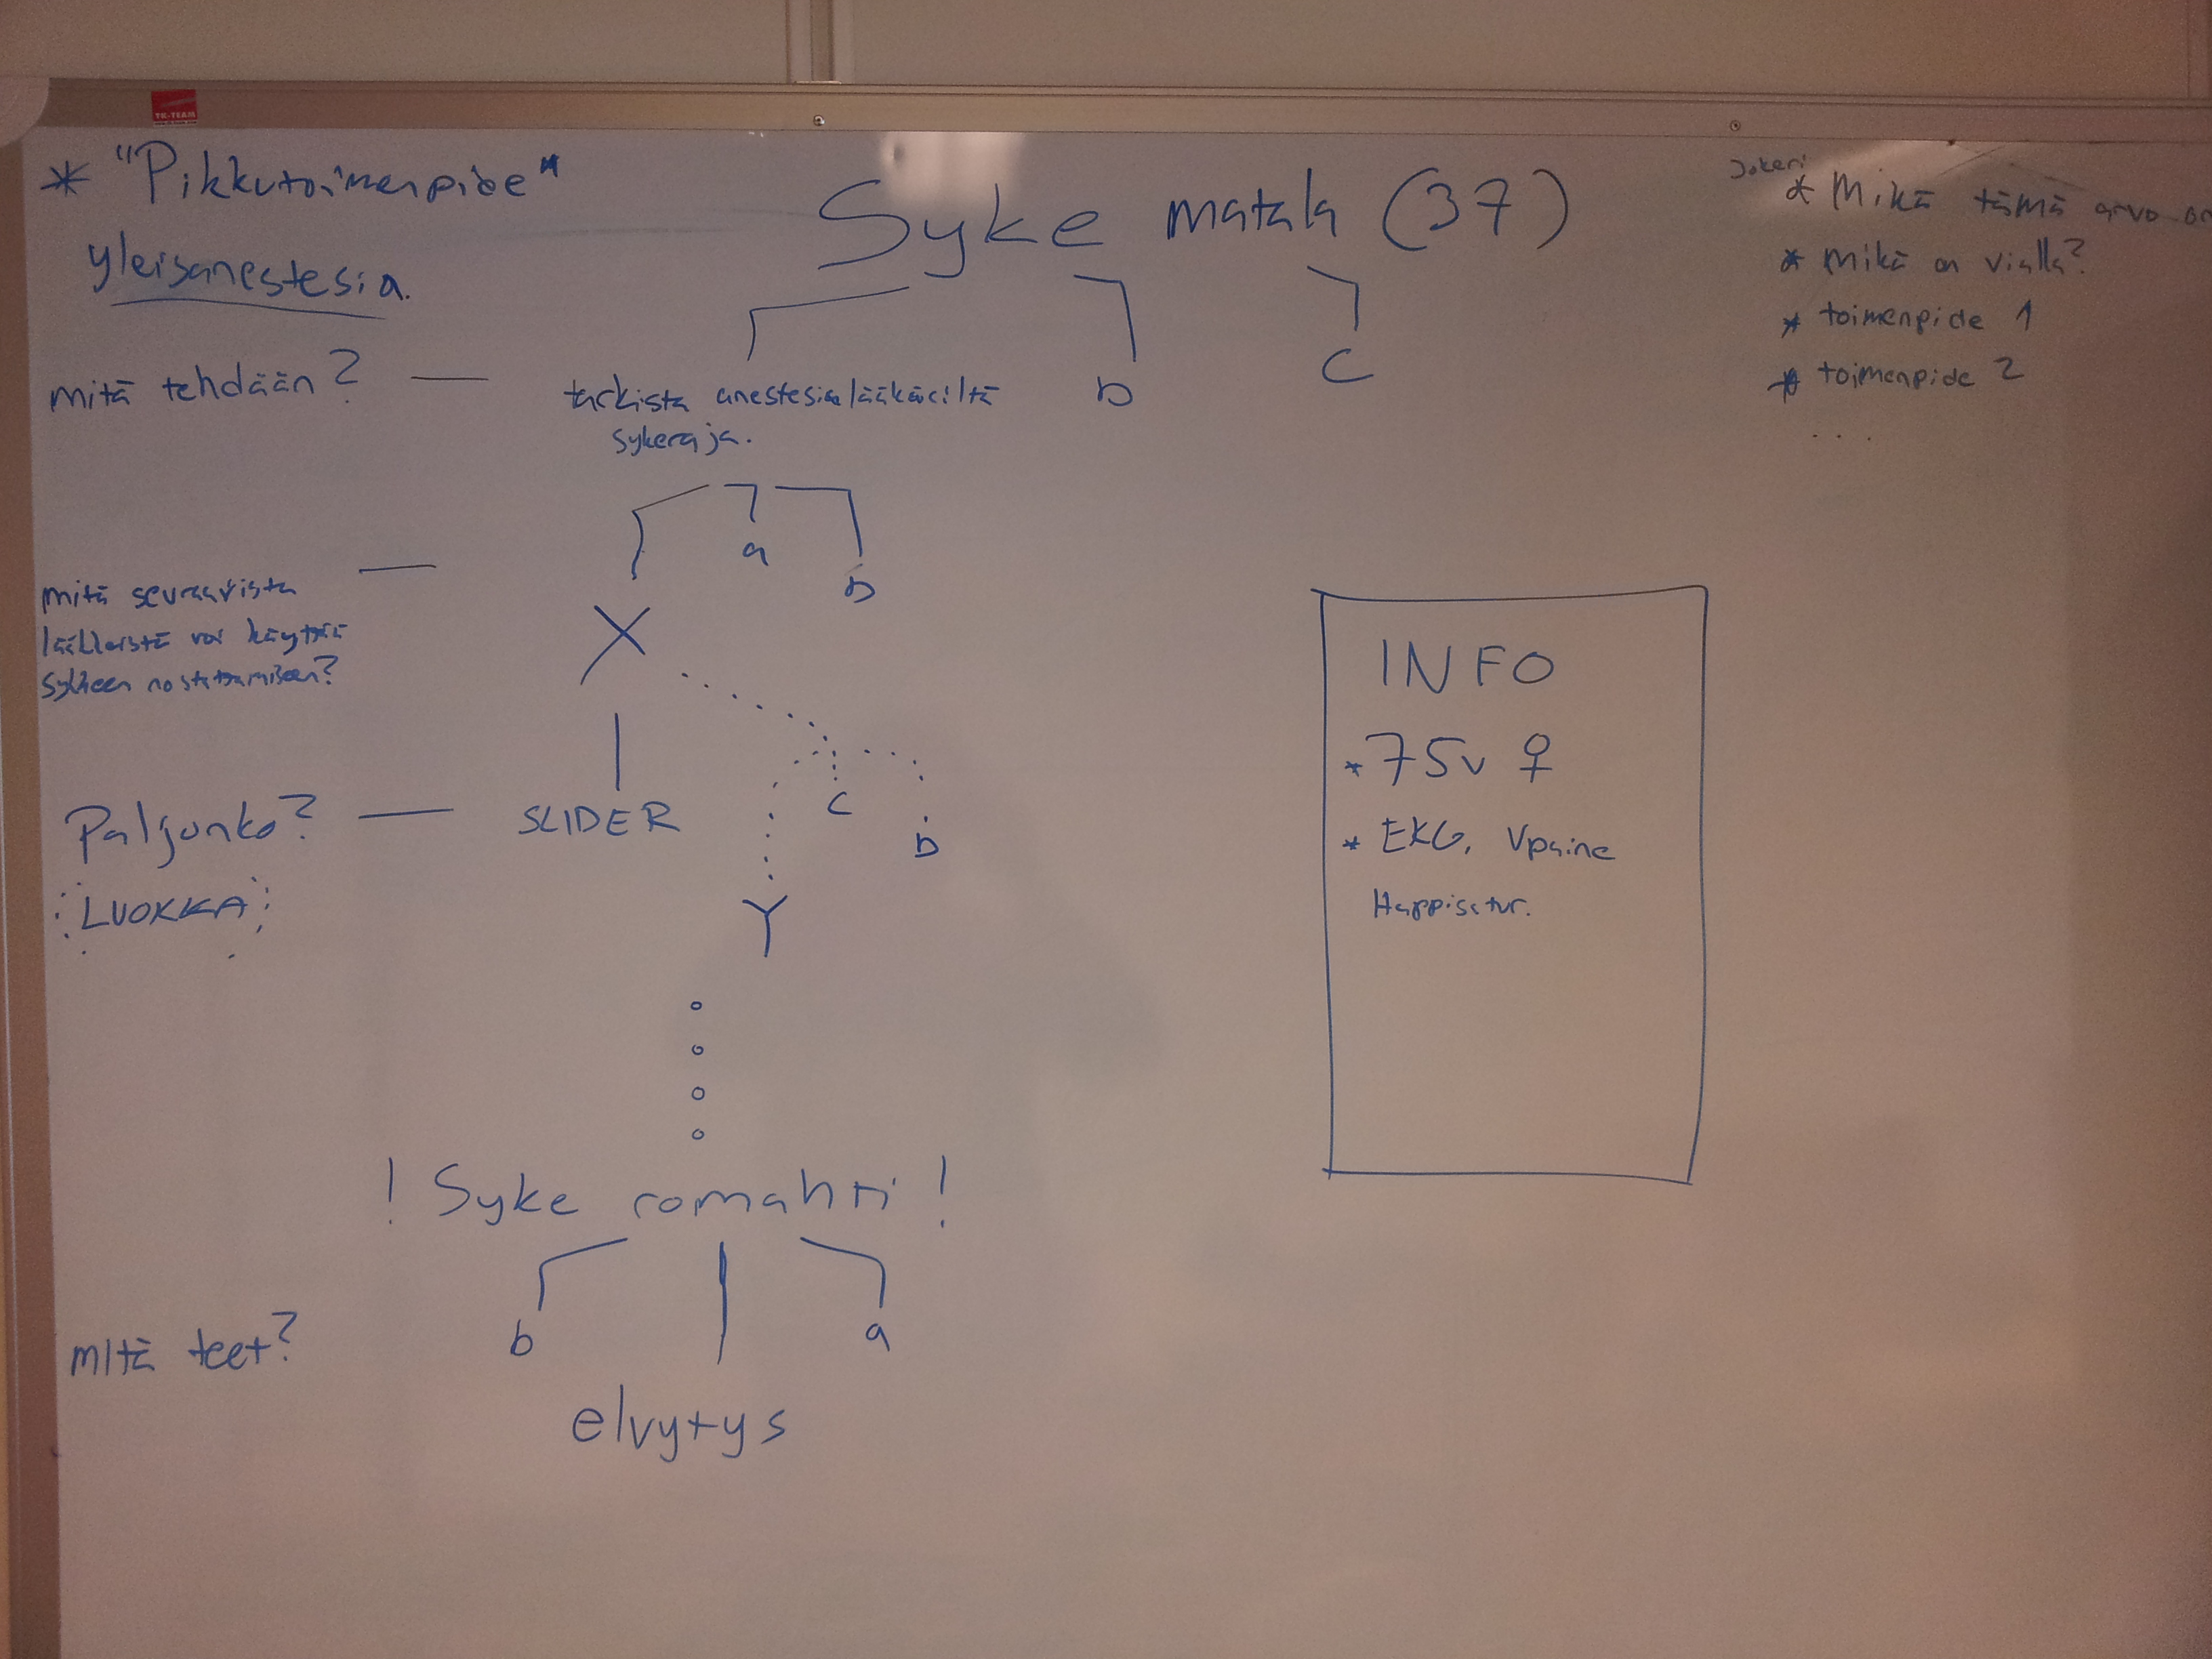 TK-TEAM
* "Pikkutoimenpide"
yleisanestesia.
Syke matala (37)
Jokeri
* Mikä tämä arvo on
* mikä on vialla?
* toimenpide 1
* toimenpide 2
. . .
mitä tehdään? —
tarkista anestesialääkäriltä
sykeraja.
b
C
a
b
mitä seuraavista —
lääkkeistä voi käyttää
sykkeen nostattamiseen?
X
Paljonko? —
SLIDER
c
b
LUOKKA
Y
! Syke romahti !
mitä teet?
b
a
elvytys
INFO
* 75v ♀
* EKG, Vpaine
Happisatur.